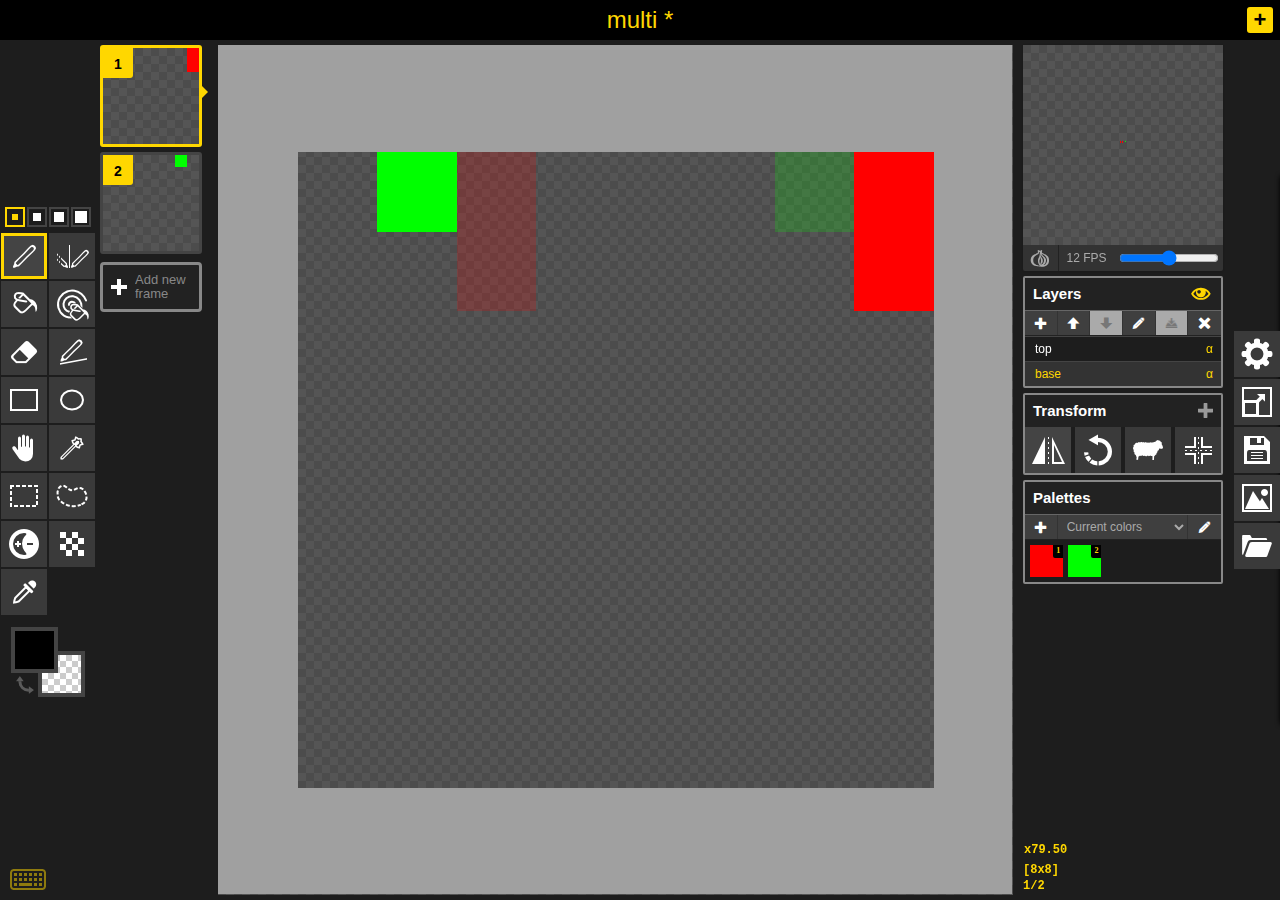 multi *
+
1
2
Add new
frame
12 FPS
Layers
top α
base α
Transform
Palettes
Current colors
1 2
x79.50
[8x8]
1/2